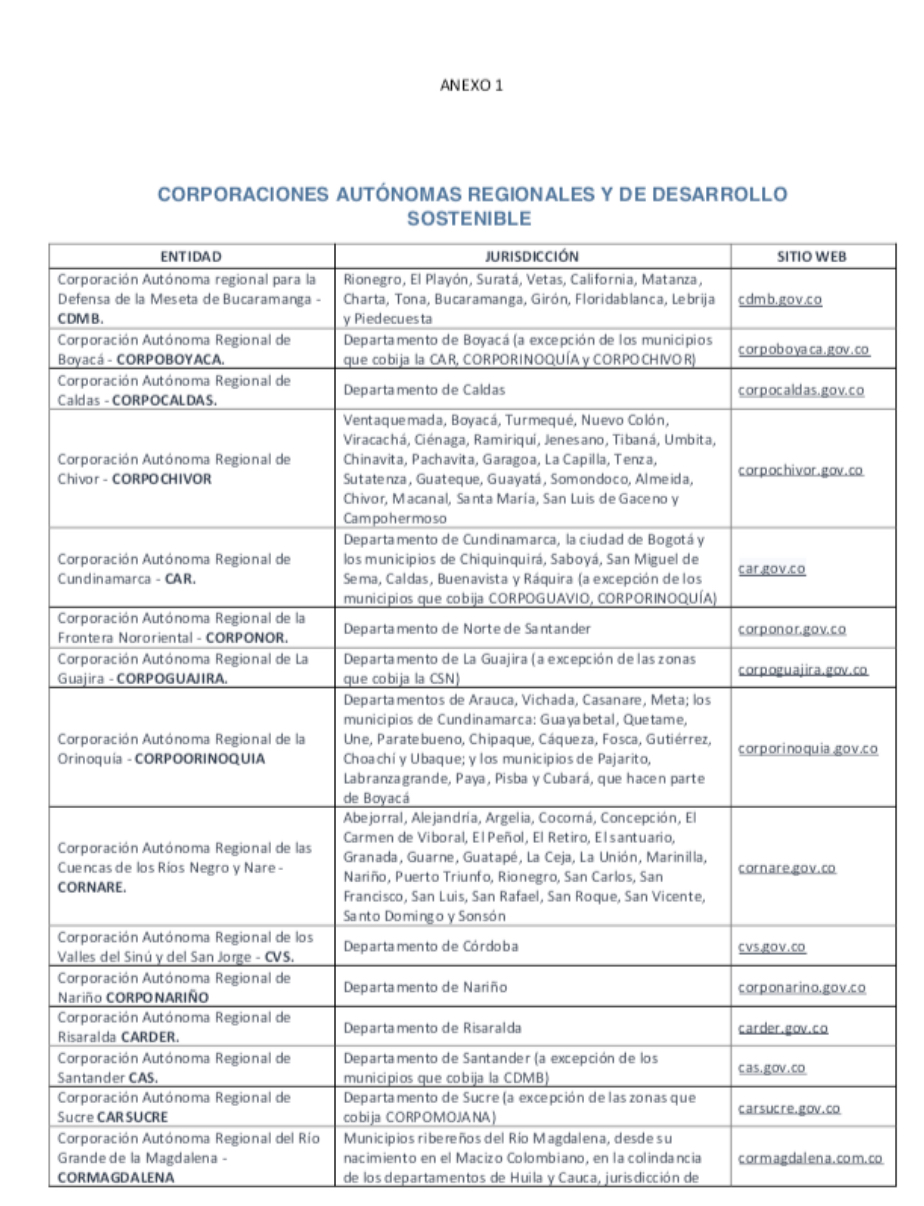 ANEXO 1
CORPORACIONES AUTÓNOMAS REGIONALES Y DE DESARROLLO
SOSTENIBLE
ENTIDAD
JURISDICCIÓN
SITIO WEB
Corporación Autónoma regional para la
Defensa de la Meseta de Bucaramanga -
CDMB.
Rionegro, El Playón, Suratá, Vetas, California, Matanza,
Charta, Tona, Bucaramanga, Girón, Floridablanca, Lebrija
y Piedecuesta
cdmb.gov.co
Corporación Autónoma Regional de
Boyacá - CORPOBOYACA.
Departamento de Boyacá (a excepción de los municipios
que cobija la CAR, CORPORINOQUÍA y CORPOCHIVOR)
corpoboyaca.gov.co
Corporación Autónoma Regional de
Caldas - CORPOCALDAS.
Departamento de Caldas
corpocaldas.gov.co
Corporación Autónoma Regional de
Chivor - CORPOCHIVOR
Ventaquemada, Boyacá, Turmequé, Nuevo Colón,
Viracachá, Ciénaga, Ramiriquí, Jenesano, Tibaná, Umbita,
Chinavita, Pachavita, Garagoa, La Capilla, Tenza,
Sutatenza, Guateque, Guayatá, Somondoco, Almeida,
Chivor, Macanal, Santa María, San Luis de Gaceno y
Campohermoso
corpochivor.gov.co
Corporación Autónoma Regional de
Cundinamarca - CAR.
Departamento de Cundinamarca, la ciudad de Bogotá y
los municipios de Chiquinquirá, Saboyá, San Miguel de
Sema, Caldas, Buenavista y Ráquira (a excepción de los
municipios que cobija CORPOGUAVIO, CORPORINOQUÍA)
car.gov.co
Corporación Autónoma Regional de la
Frontera Nororiental - CORPONOR.
Departamento de Norte de Santander
corponor.gov.co
Corporación Autónoma Regional de La
Guajira - CORPOGUAJIRA.
Departamento de La Guajira (a excepción de las zonas
que cobija la CSN)
corpoguajira.gov.co
Corporación Autónoma Regional de la
Orinoquía - CORPOORINOQUIA
Departamentos de Arauca, Vichada, Casanare, Meta; los
municipios de Cundinamarca: Guayabetal, Quetame,
Une, Paratebueno, Chipaque, Cáqueza, Fosca, Gutiérrez,
Choachí y Ubaque; y los municipios de Pajarito,
Labranzagrande, Paya, Pisba y Cubará, que hacen parte
de Boyacá
corporinoquia.gov.co
Corporación Autónoma Regional de las
Cuencas de los Ríos Negro y Nare -
CORNARE.
Abejorral, Alejandría, Argelia, Cocorná, Concepción, El
Carmen de Viboral, El Peñol, El Retiro, El santuario,
Granada, Guarne, Guatapé, La Ceja, La Unión, Marinilla,
Nariño, Puerto Triunfo, Rionegro, San Carlos, San
Francisco, San Luis, San Rafael, San Roque, San Vicente,
Santo Domingo y Sonsón
cornare.gov.co
Corporación Autónoma Regional de los
Valles del Sinú y del San Jorge - CVS.
Departamento de Córdoba
cvs.gov.co
Corporación Autónoma Regional de
Nariño CORPONARIÑO
Departamento de Nariño
corponarino.gov.co
Corporación Autónoma Regional de
Risaralda CARDER.
Departamento de Risaralda
carder.gov.co
Corporación Autónoma Regional de
Santander CAS.
Departamento de Santander (a excepción de los
municipios que cobija la CDMB)
cas.gov.co
Corporación Autónoma Regional de
Sucre CARSUCRE
Departamento de Sucre (a excepción de las zonas que
cobija CORPOMOJANA)
carsucre.gov.co
Corporación Autónoma Regional del Río
Grande de la Magdalena -
CORMAGDALENA
Municipios ribereños del Río Magdalena, desde su
nacimiento en el Macizo Colombiano, en la colindancia
de los departamentos de Huila y Cauca, jurisdicción de
cormagdalena.com.co